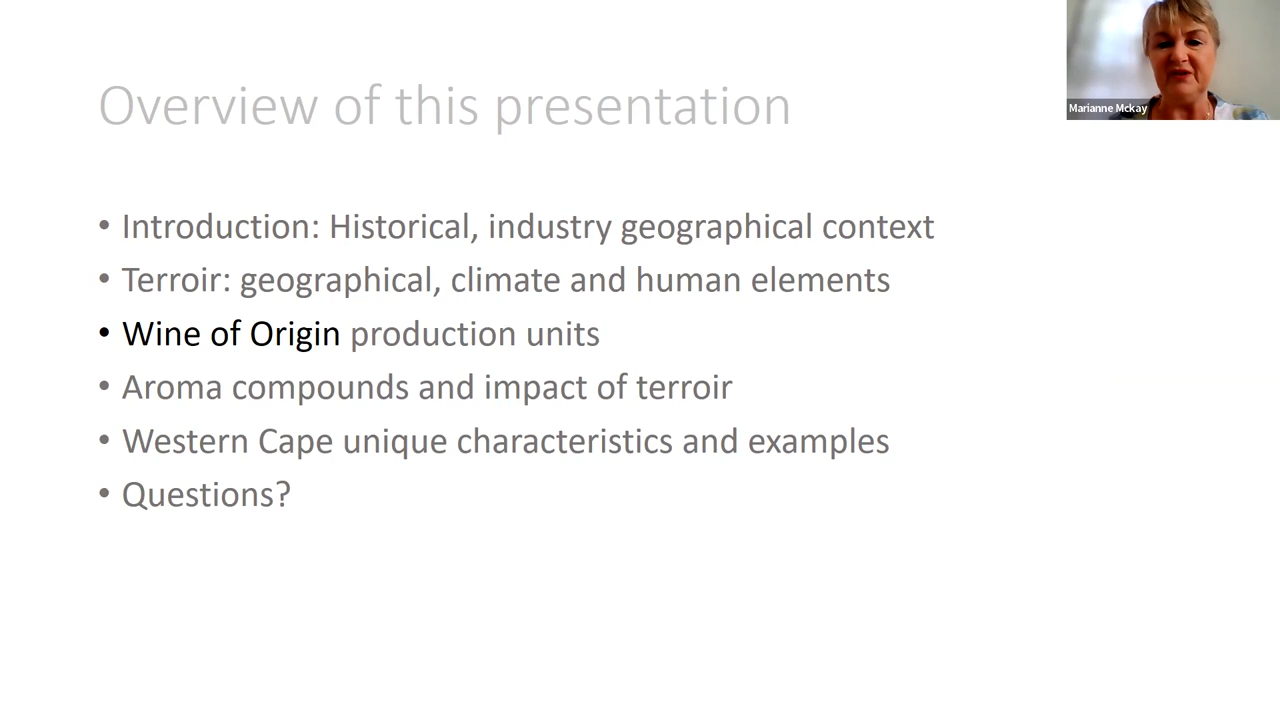 Overview of this presentation
Marianne Mckay
• Introduction: Historical, industry geographical context
• Terroir: geographical, climate and human elements
• Wine of Origin production units
• Aroma compounds and impact of terroir
• Western Cape unique characteristics and examples
• Questions?